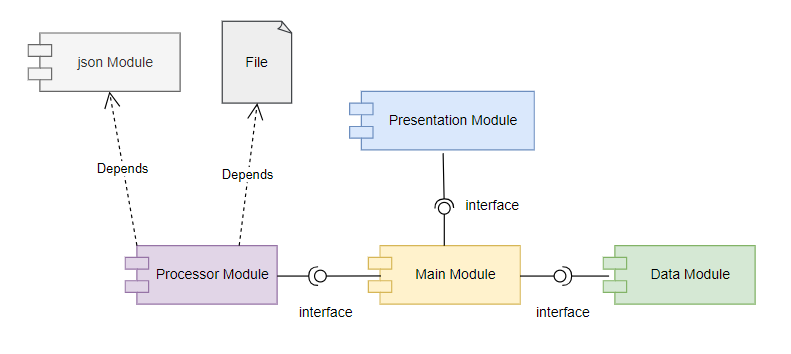 json Module
File
Presentation Module
Depends
Depends
interface
Processor Module
Main Module
Data Module
interface
interface